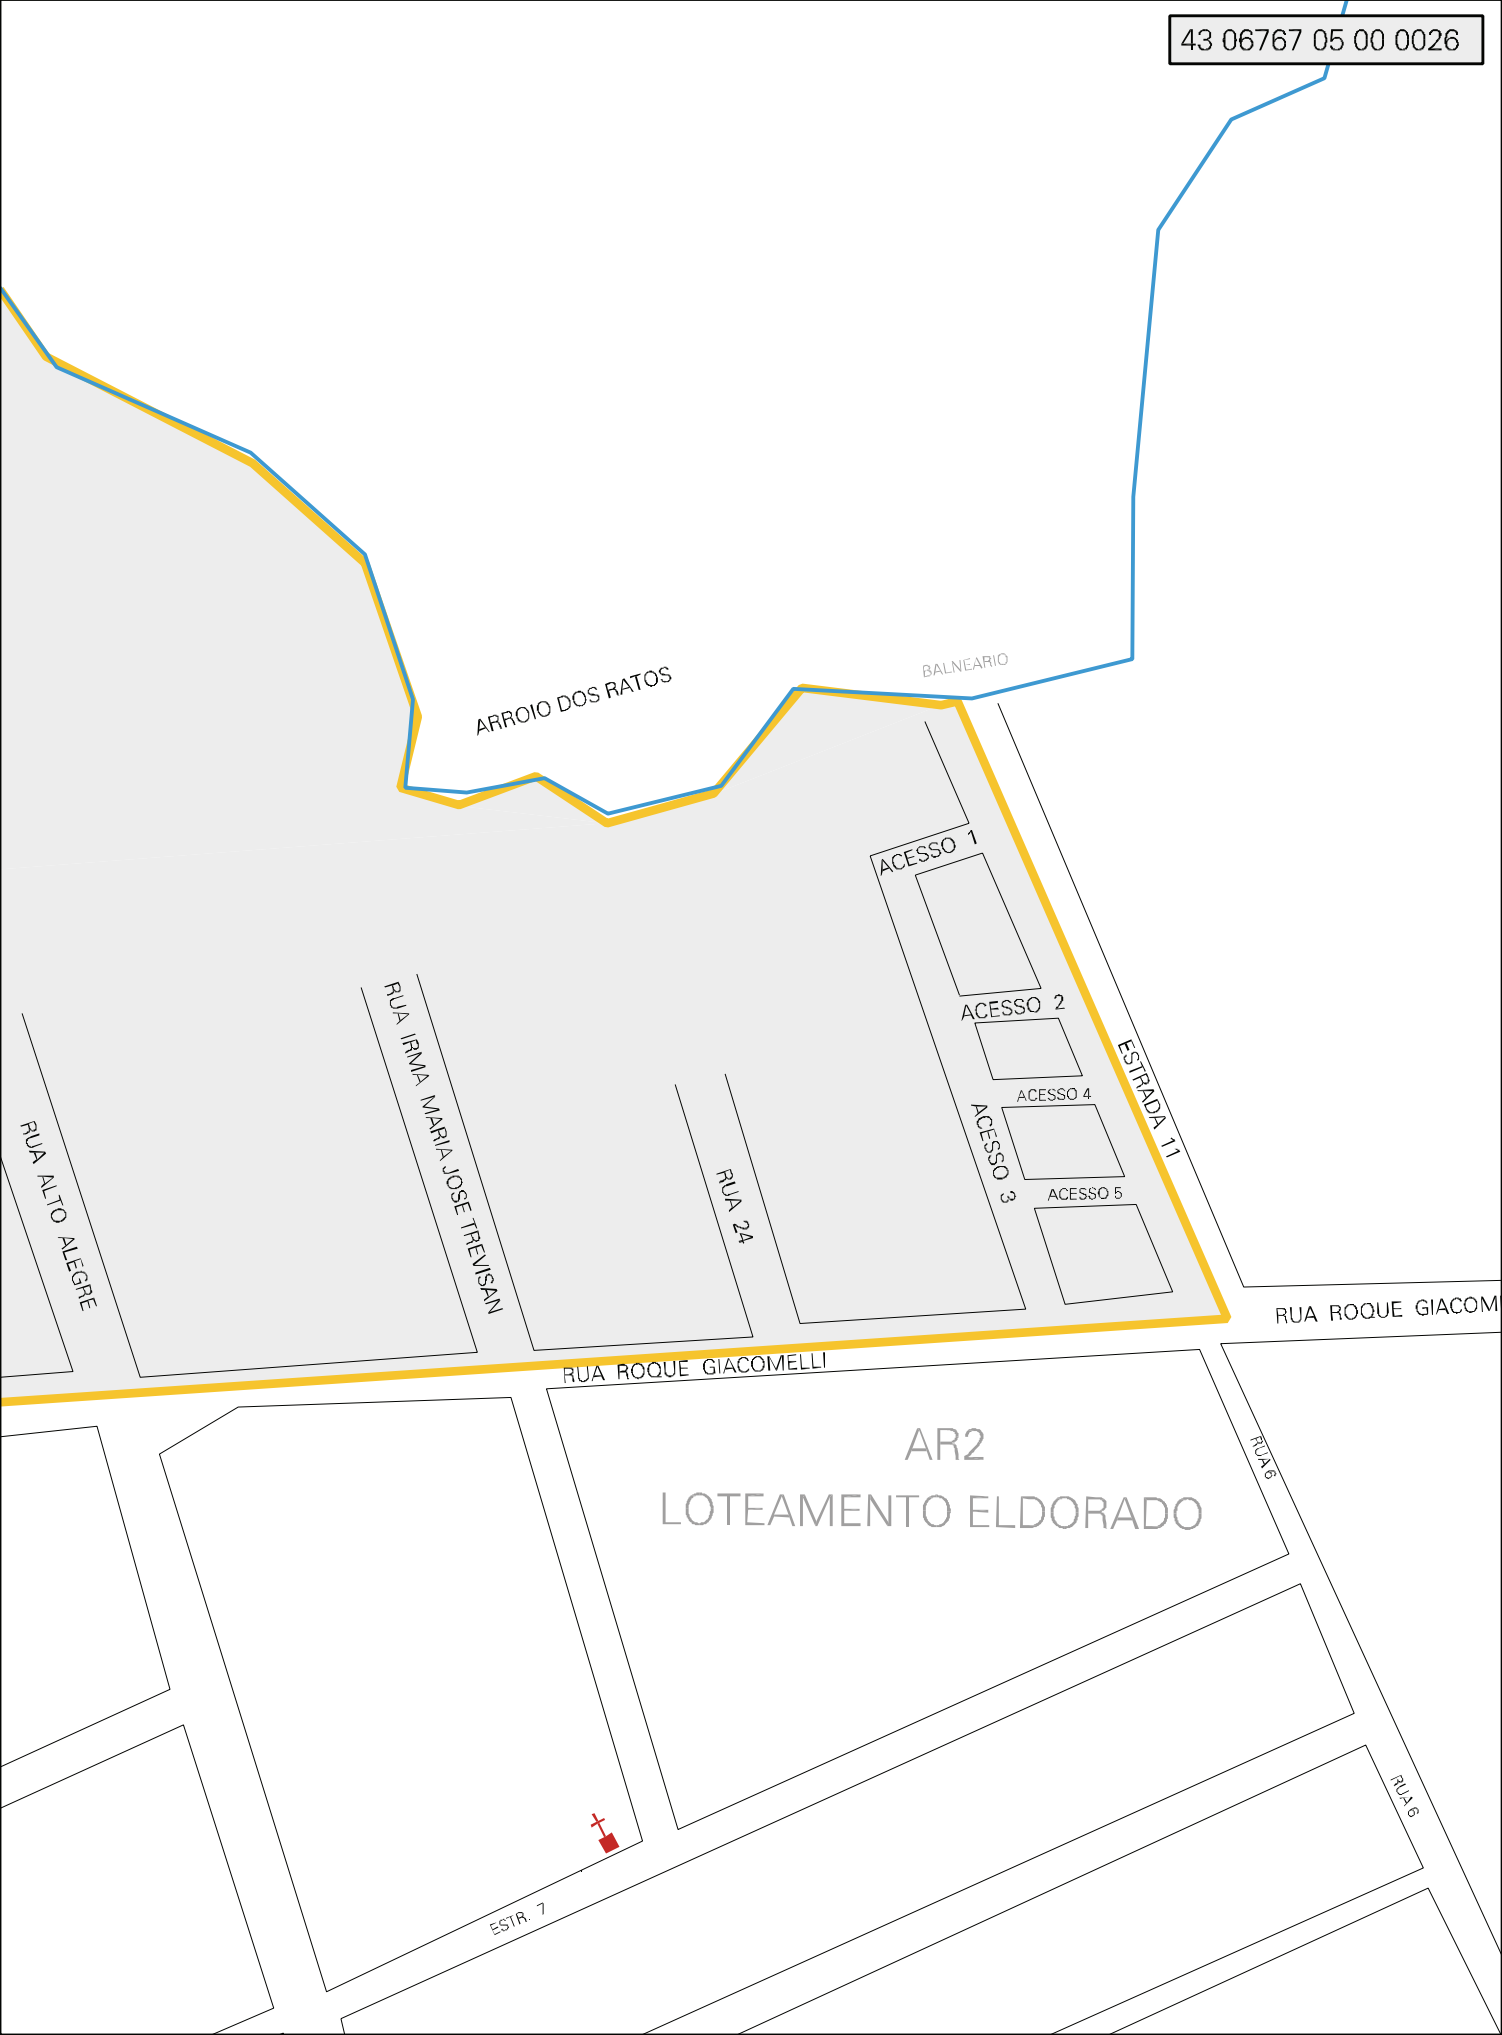 43 06767 05 00 0026
BALNEARIO
ARROIO DOS RATOS
ACESSO 1
RUA IRMA MARIA JOSE TREVISAN
ACESSO 2
ESTRADA 11
ACESSO 4
ACESSO 3
RUA ALTO ALEGRE
RUA 24
ACESSO 5
RUA ROQUE GIACOM
RUA ROQUE GIACOMELLI
AR2
RUA 6
LOTEAMENTO ELDORADO
RUA 6
ESTR. 7